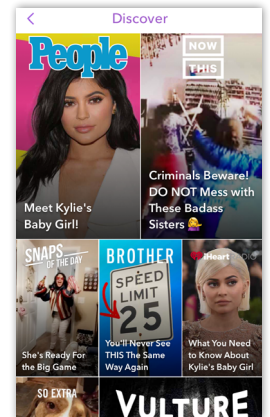 Discover
People
NOW
THIS
Meet Kylie's
Baby Girl!
Criminals Beware!
DO NOT Mess with
These Badass
Sisters 💁‍♀️
SNAPS
OF THE DAY
She's Ready For
the Big Game
BROTHER
SPEED
LIMIT
25
You'll Never See
THIS The Same
Way Again
iHeartRADIO
What You Need
to Know About
Kylie's Baby Girl
SO EXTRA
VULTURE